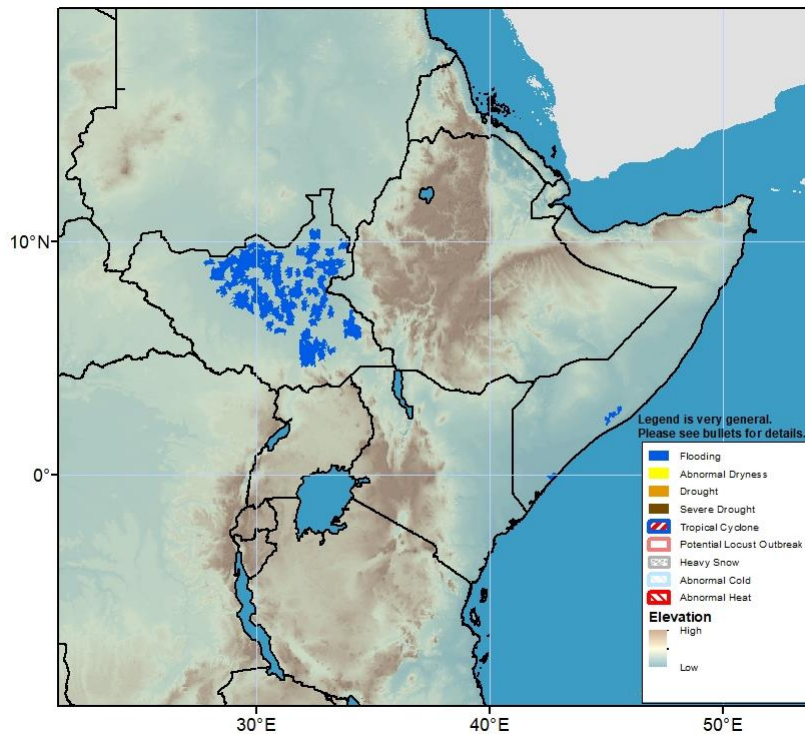 10°N
0°
Legend is very general.
Please see bullets for details.
Flooding
Abnormal Dryness
Drought
Severe Drought
Tropical Cyclone
Potential Locust Outbreak
Heavy Snow
Abnormal Cold
Abnormal Heat
Elevation
High
Low
30°E
40°E
50°E